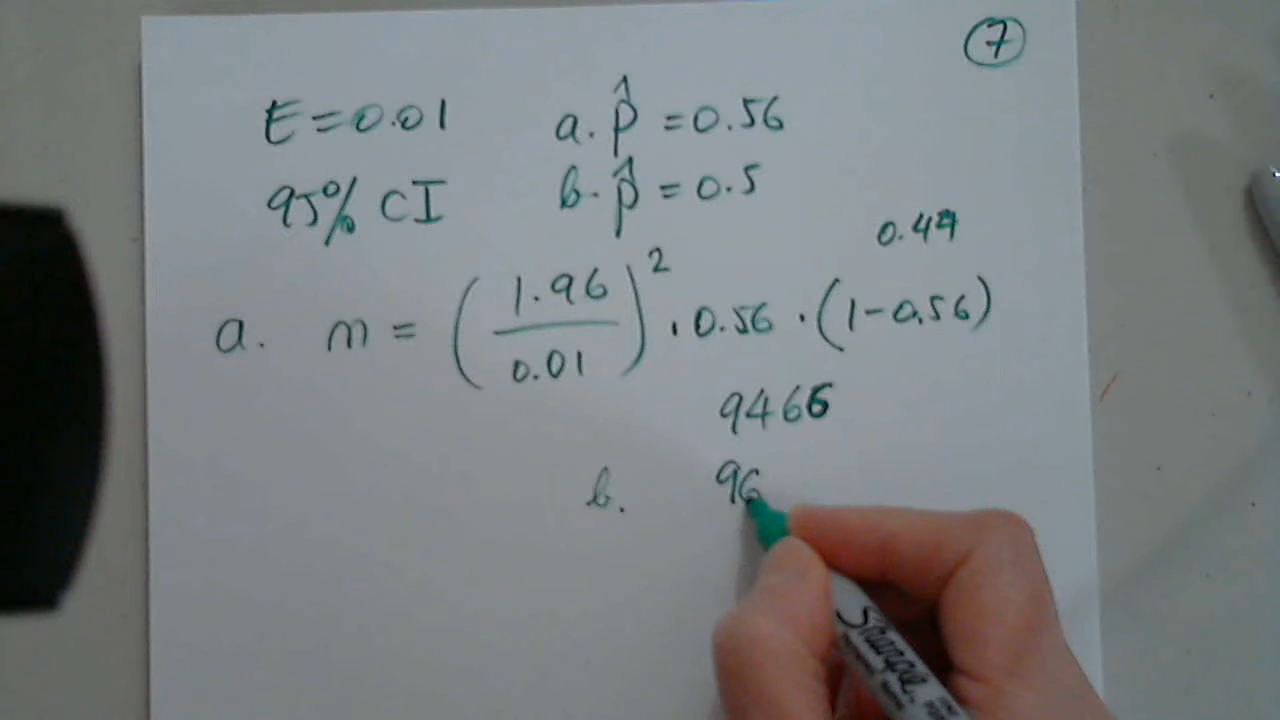 7
E = 0.01 a. p̂ = 0.56
95% CI b. p̂ = 0.5
0.44
a. n = (1.96/0.01)² · 0.56 · (1-0.56)
9466
b. 96
Sharpie